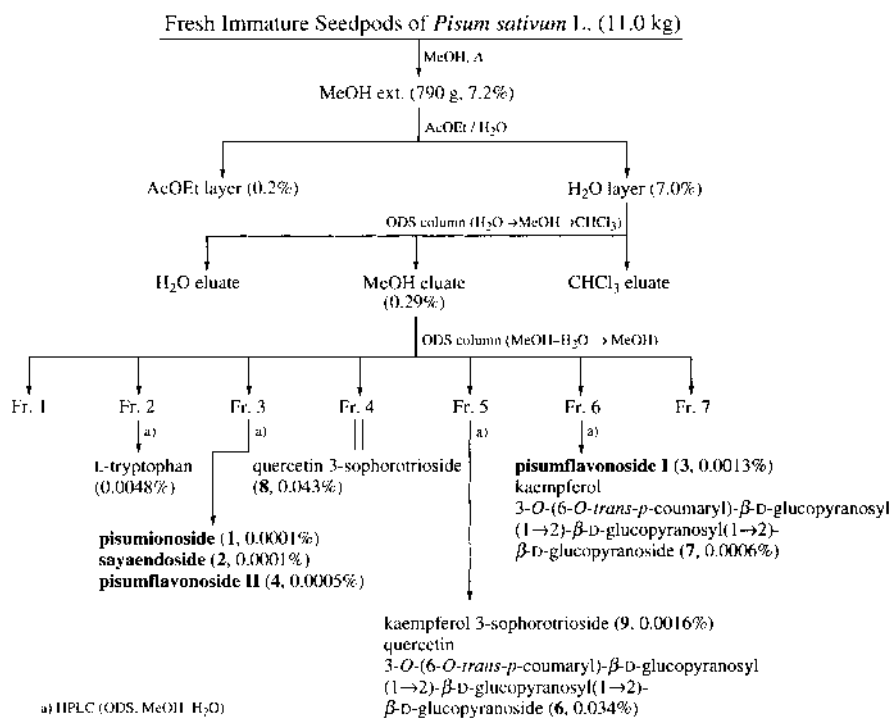 Fresh Immature Seedpods of Pisum sativum L. (11.0 kg)
MeOH, Δ
MeOH ext. (790 g, 7.2%)
AcOEt / H₂O
AcOEt layer (0.2%)
H₂O layer (7.0%)
ODS column (H₂O →MeOH →CHCl₃)
H₂O eluate
MeOH eluate
(0.29%)
CHCl₃ eluate
ODS column (MeOH–H₂O → MeOH)
Fr. 1
Fr. 2
Fr. 3
Fr. 4
Fr. 5
Fr. 6
Fr. 7
a)
a)
a)
a)
L-tryptophan
(0.0048%)
quercetin 3-sophorotrioside
(8, 0.043%)
pisumflavonoside I (3, 0.0013%)
kaempferol
3-O-(6-O-trans-p-coumaryl)-β-D-glucopyranosyl
(1→2)-β-D-glucopyranosyl(1→2)-
β-D-glucopyranoside (7, 0.0006%)
pisumionoside (1, 0.0001%)
sayaendoside (2, 0.0001%)
pisumflavonoside II (4, 0.0005%)
kaempferol 3-sophorotrioside (9, 0.0016%)
quercetin
3-O-(6-O-trans-p-coumaryl)-β-D-glucopyranosyl
(1→2)-β-D-glucopyranosyl(1→2)-
β-D-glucopyranoside (6, 0.034%)
a) HPLC (ODS, MeOH–H₂O)